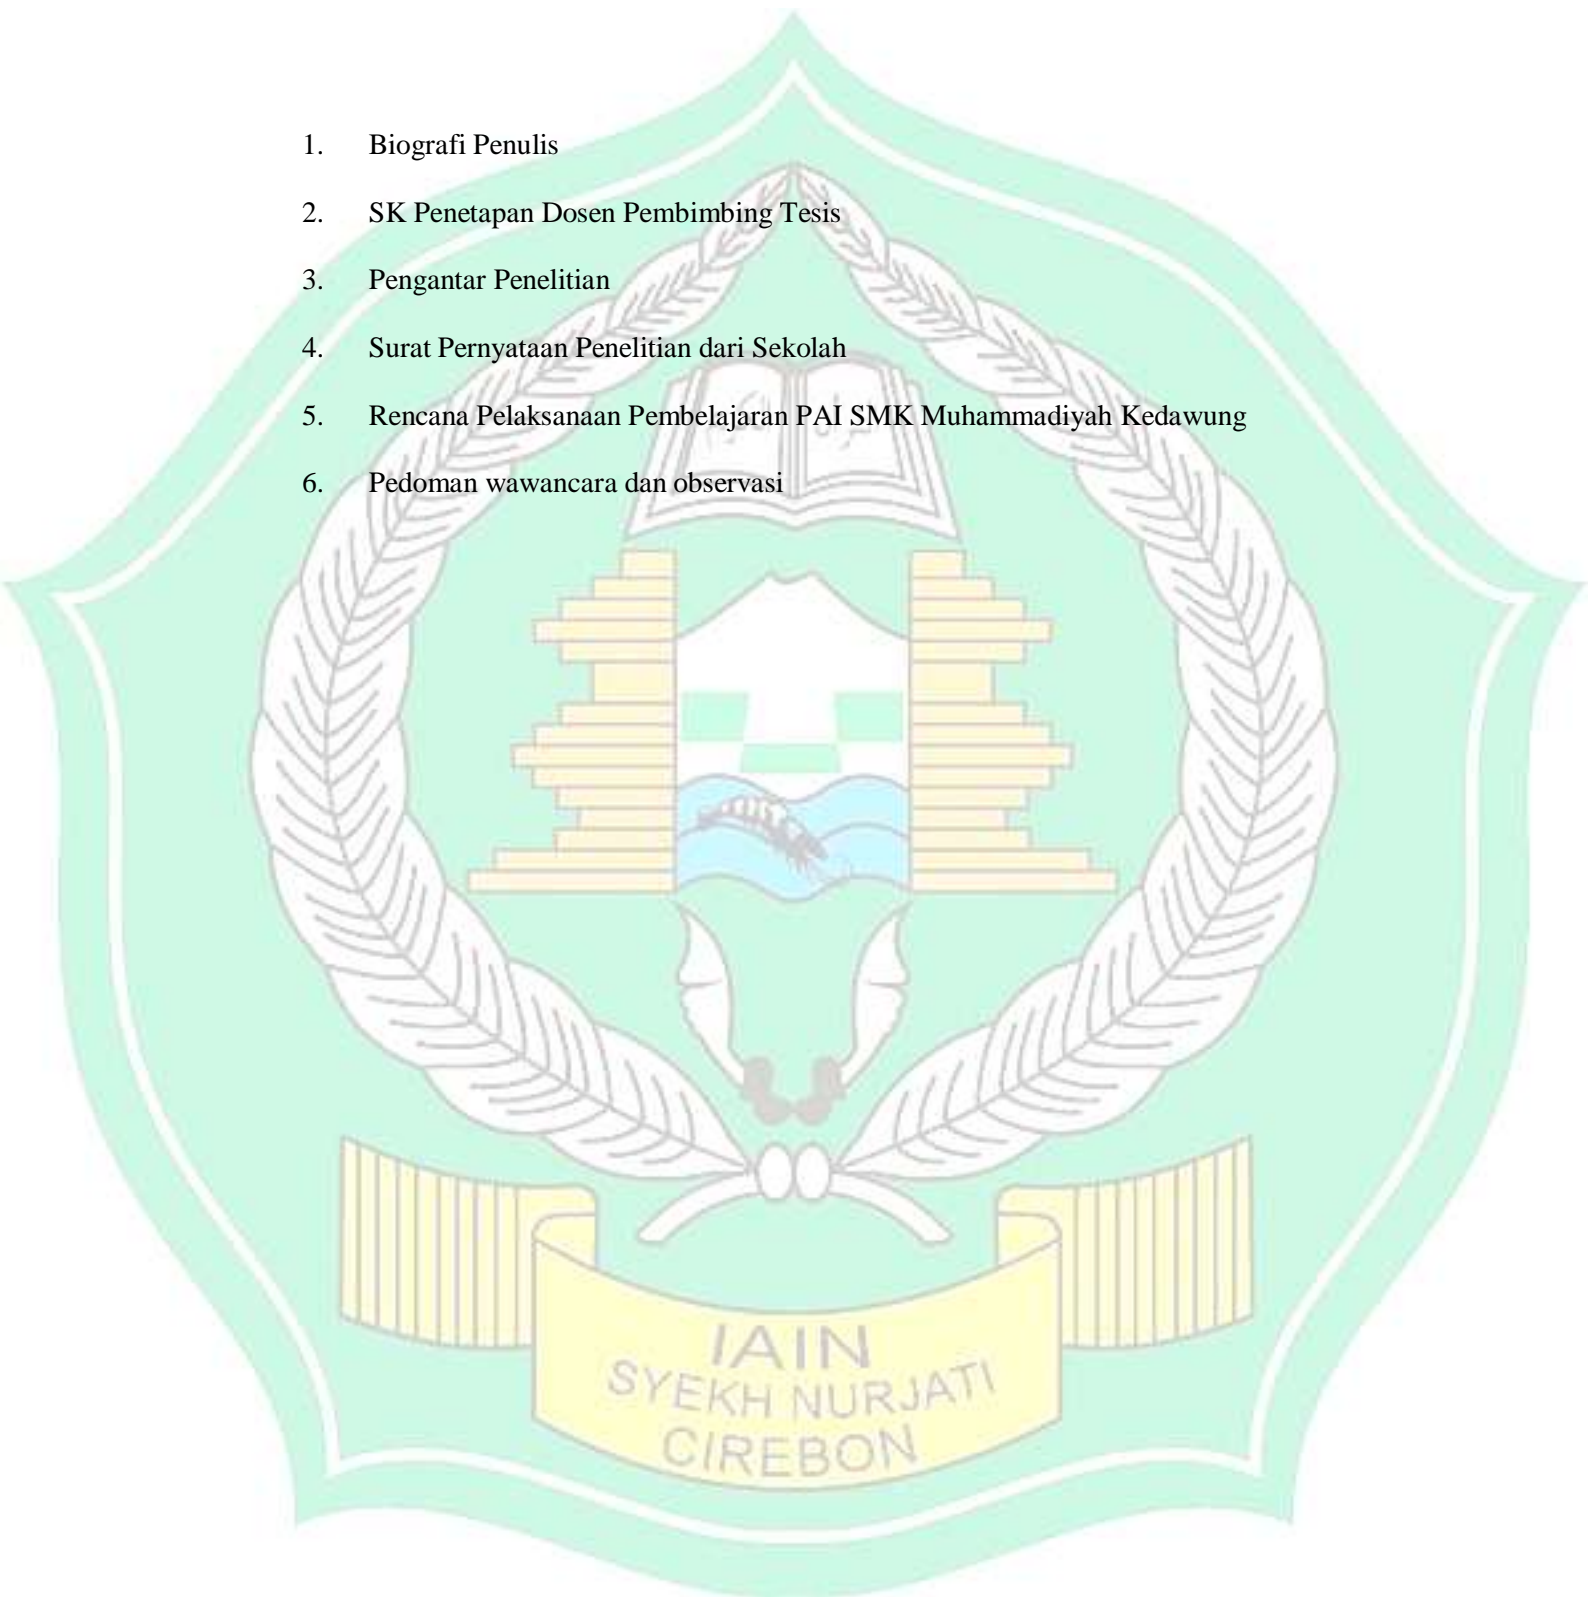 1. Biografi Penulis
2. SK Penetapan Dosen Pembimbing Tesis
3. Pengantar Penelitian
4. Surat Pernyataan Penelitian dari Sekolah
5. Rencana Pelaksanaan Pembelajaran PAI SMK Muhammadiyah Kedawung
6. Pedoman wawancara dan observasi
IAIN
SYEKH NURJATI
CIREBON